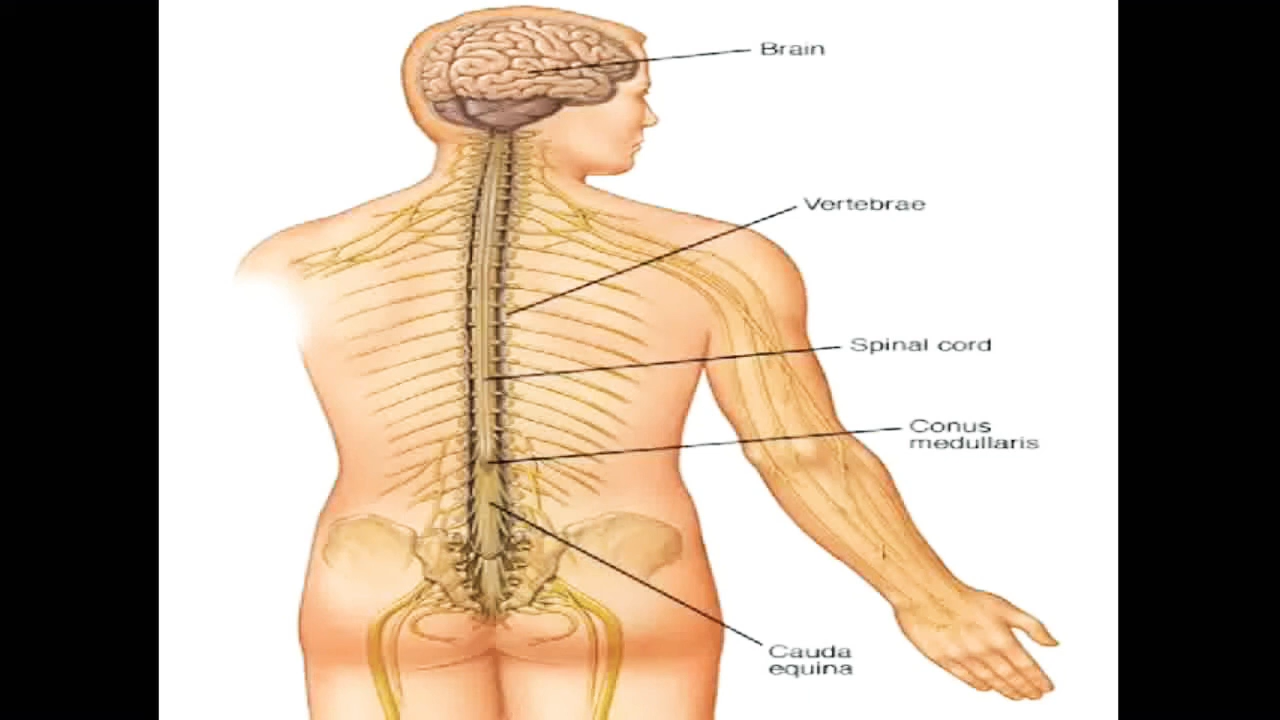 Brain
Vertebrae
Spinal cord
Conus
medullaris
Cauda
equina